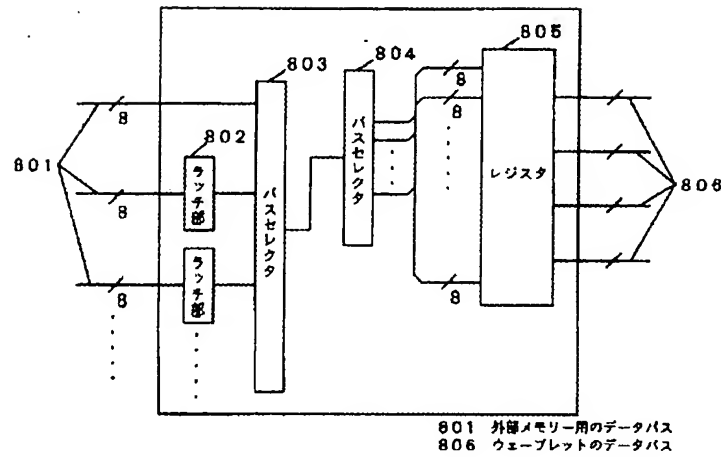 805
804
803
8
8
8
802
801
ラッチ部
バスセレクタ
バスセレクタ
レジスタ
806
8
ラッチ部
8
8
801 外部メモリー用のデータバス
806 ウェーブレットのデータバス